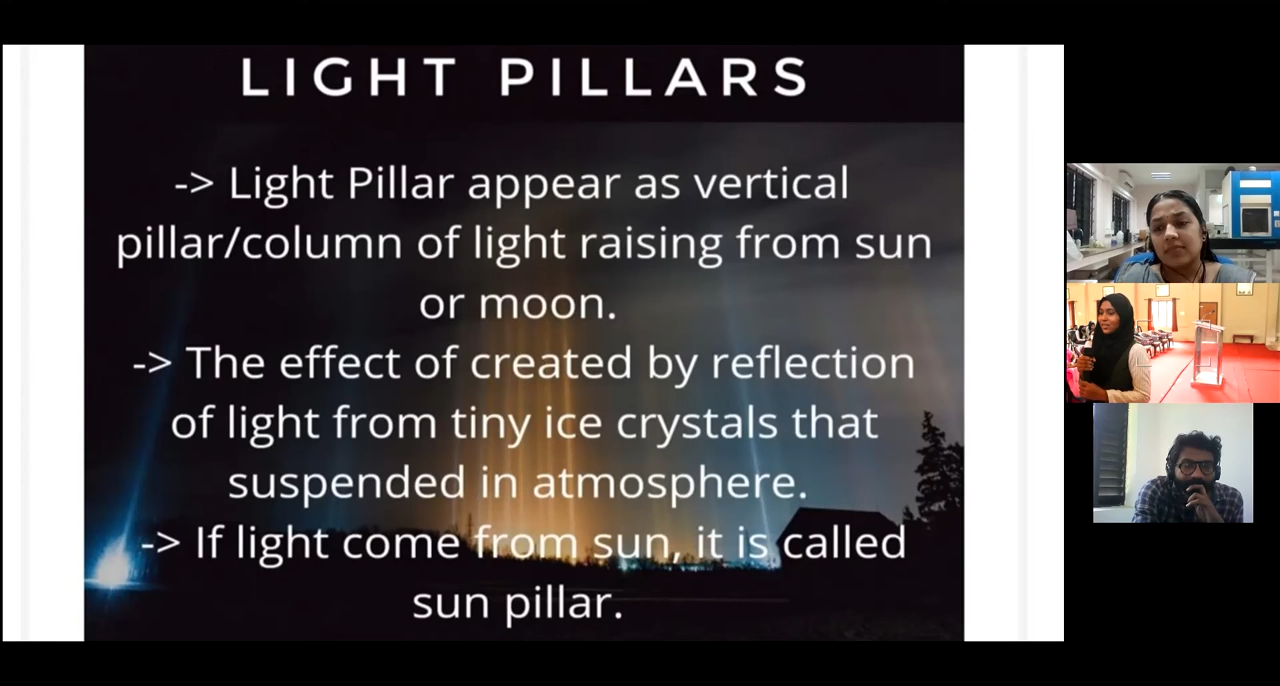 LIGHT PILLARS
-> Light Pillar appear as vertical
pillar/column of light raising from sun
or moon.
-> The effect of created by reflection
of light from tiny ice crystals that
suspended in atmosphere.
-> If light come from sun, it is called
sun pillar.